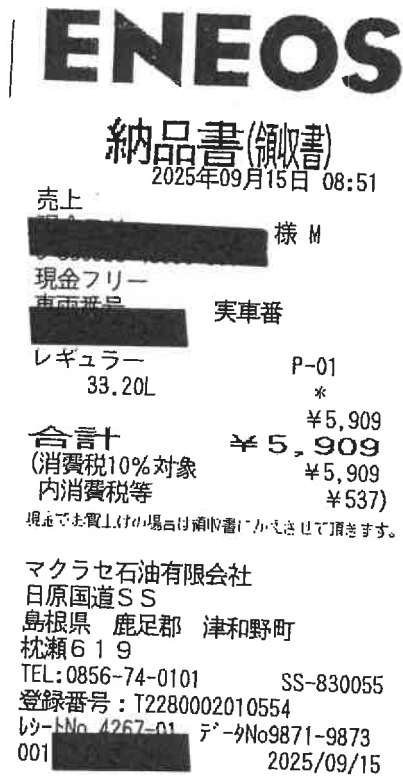 ENEOS
納品書(領収書)
2025年09月15日 08:51
売上
様 M
現金フリー
車両番号 実車番
レギュラー P-01
33.20L *
¥5,909
合計 ¥5,909
(消費税10%対象 ¥5,909
内消費税等 ¥537)
現金でお買上げの場合は領収書にかえさせて頂きます。
マクラセ石油有限会社
日原国道SS
島根県 鹿足郡 津和野町
枕瀬619
TEL:0856-74-0101 SS-830055
登録番号:T2280002010554
レシートNo 4267-01 データNo9871-9873
001 2025/09/15